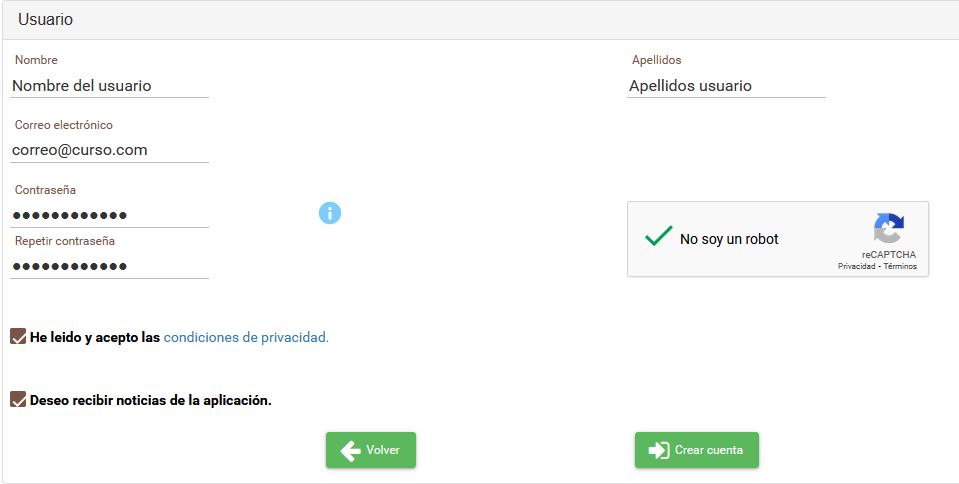 Usuario
Nombre
Apellidos
Nombre del usuario
Apellidos usuario
Correo electrónico
correo@curso.com
Contraseña
●●●●●●●●●●●●
Repetir contraseña
●●●●●●●●●●●●
No soy un robot
reCAPTCHA
Privacidad - Términos
He leido y acepto las condiciones de privacidad.
Deseo recibir noticias de la aplicación.
Volver
Crear cuenta